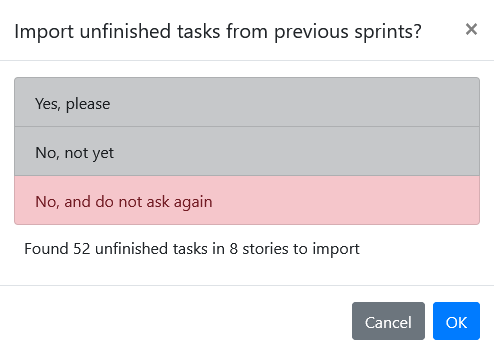 Import unfinished tasks from previous sprints? ×
Yes, please
No, not yet
No, and do not ask again
Found 52 unfinished tasks in 8 stories to import
Cancel OK